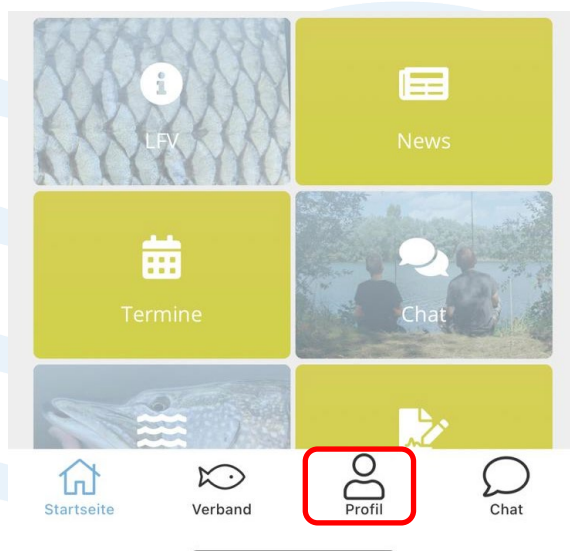 LFV
News
Termine
Chat
Startseite
Verband
Profil
Chat